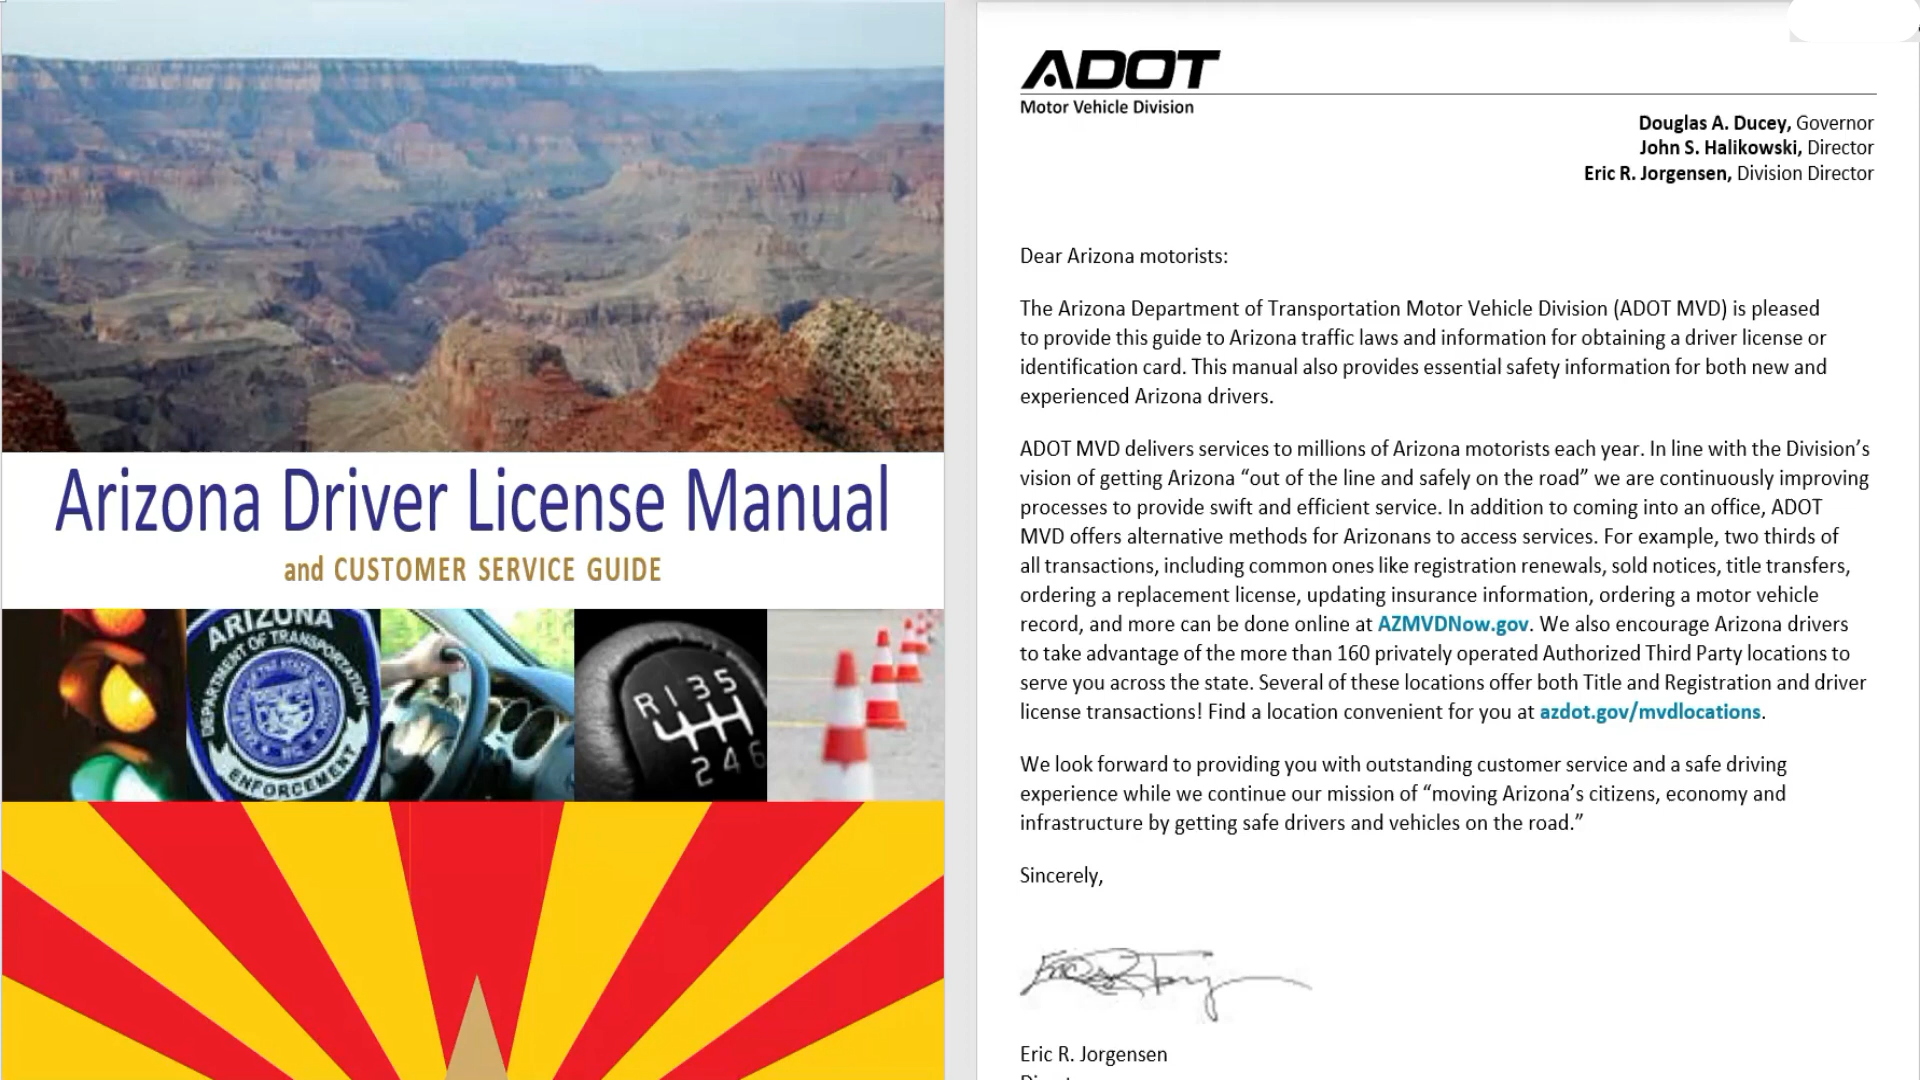 Arizona Driver License Manual
and CUSTOMER SERVICE GUIDE
ARIZONA
DEPARTMENT OF TRANSPORTATION
ENFORCEMENT
R 1 3 5
2 4 6
ADOT
Motor Vehicle Division
Douglas A. Ducey, Governor
John S. Halikowski, Director
Eric R. Jorgensen, Division Director
Dear Arizona motorists:
The Arizona Department of Transportation Motor Vehicle Division (ADOT MVD) is pleased
to provide this guide to Arizona traffic laws and information for obtaining a driver license or
identification card. This manual also provides essential safety information for both new and
experienced Arizona drivers.
ADOT MVD delivers services to millions of Arizona motorists each year. In line with the Division’s
vision of getting Arizona “out of the line and safely on the road” we are continuously improving
processes to provide swift and efficient service. In addition to coming into an office, ADOT
MVD offers alternative methods for Arizonans to access services. For example, two thirds of
all transactions, including common ones like registration renewals, sold notices, title transfers,
ordering a replacement license, updating insurance information, ordering a motor vehicle
record, and more can be done online at AZMVDNow.gov. We also encourage Arizona drivers
to take advantage of the more than 160 privately operated Authorized Third Party locations to
serve you across the state. Several of these locations offer both Title and Registration and driver
license transactions! Find a location convenient for you at azdot.gov/mvdlocations.
We look forward to providing you with outstanding customer service and a safe driving
experience while we continue our mission of “moving Arizona’s citizens, economy and
infrastructure by getting safe drivers and vehicles on the road.”
Sincerely,
Eric R. Jorgensen